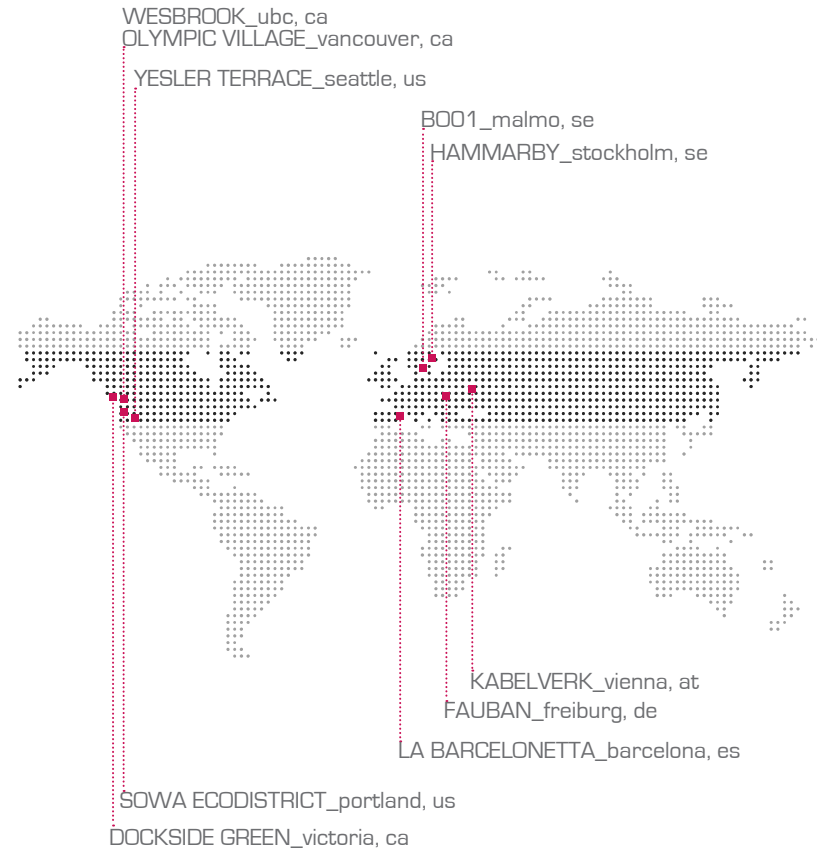 WESBROOK_ubc, ca
OLYMPIC VILLAGE_vancouver, ca
YESLER TERRACE_seattle, us
BO01_malmo, se
HAMMARBY_stockholm, se
KABELVERK_vienna, at
FAUBAN_freiburg, de
LA BARCELONETTA_barcelona, es
SOWA ECODISTRICT_portland, us
DOCKSIDE GREEN_victoria, ca